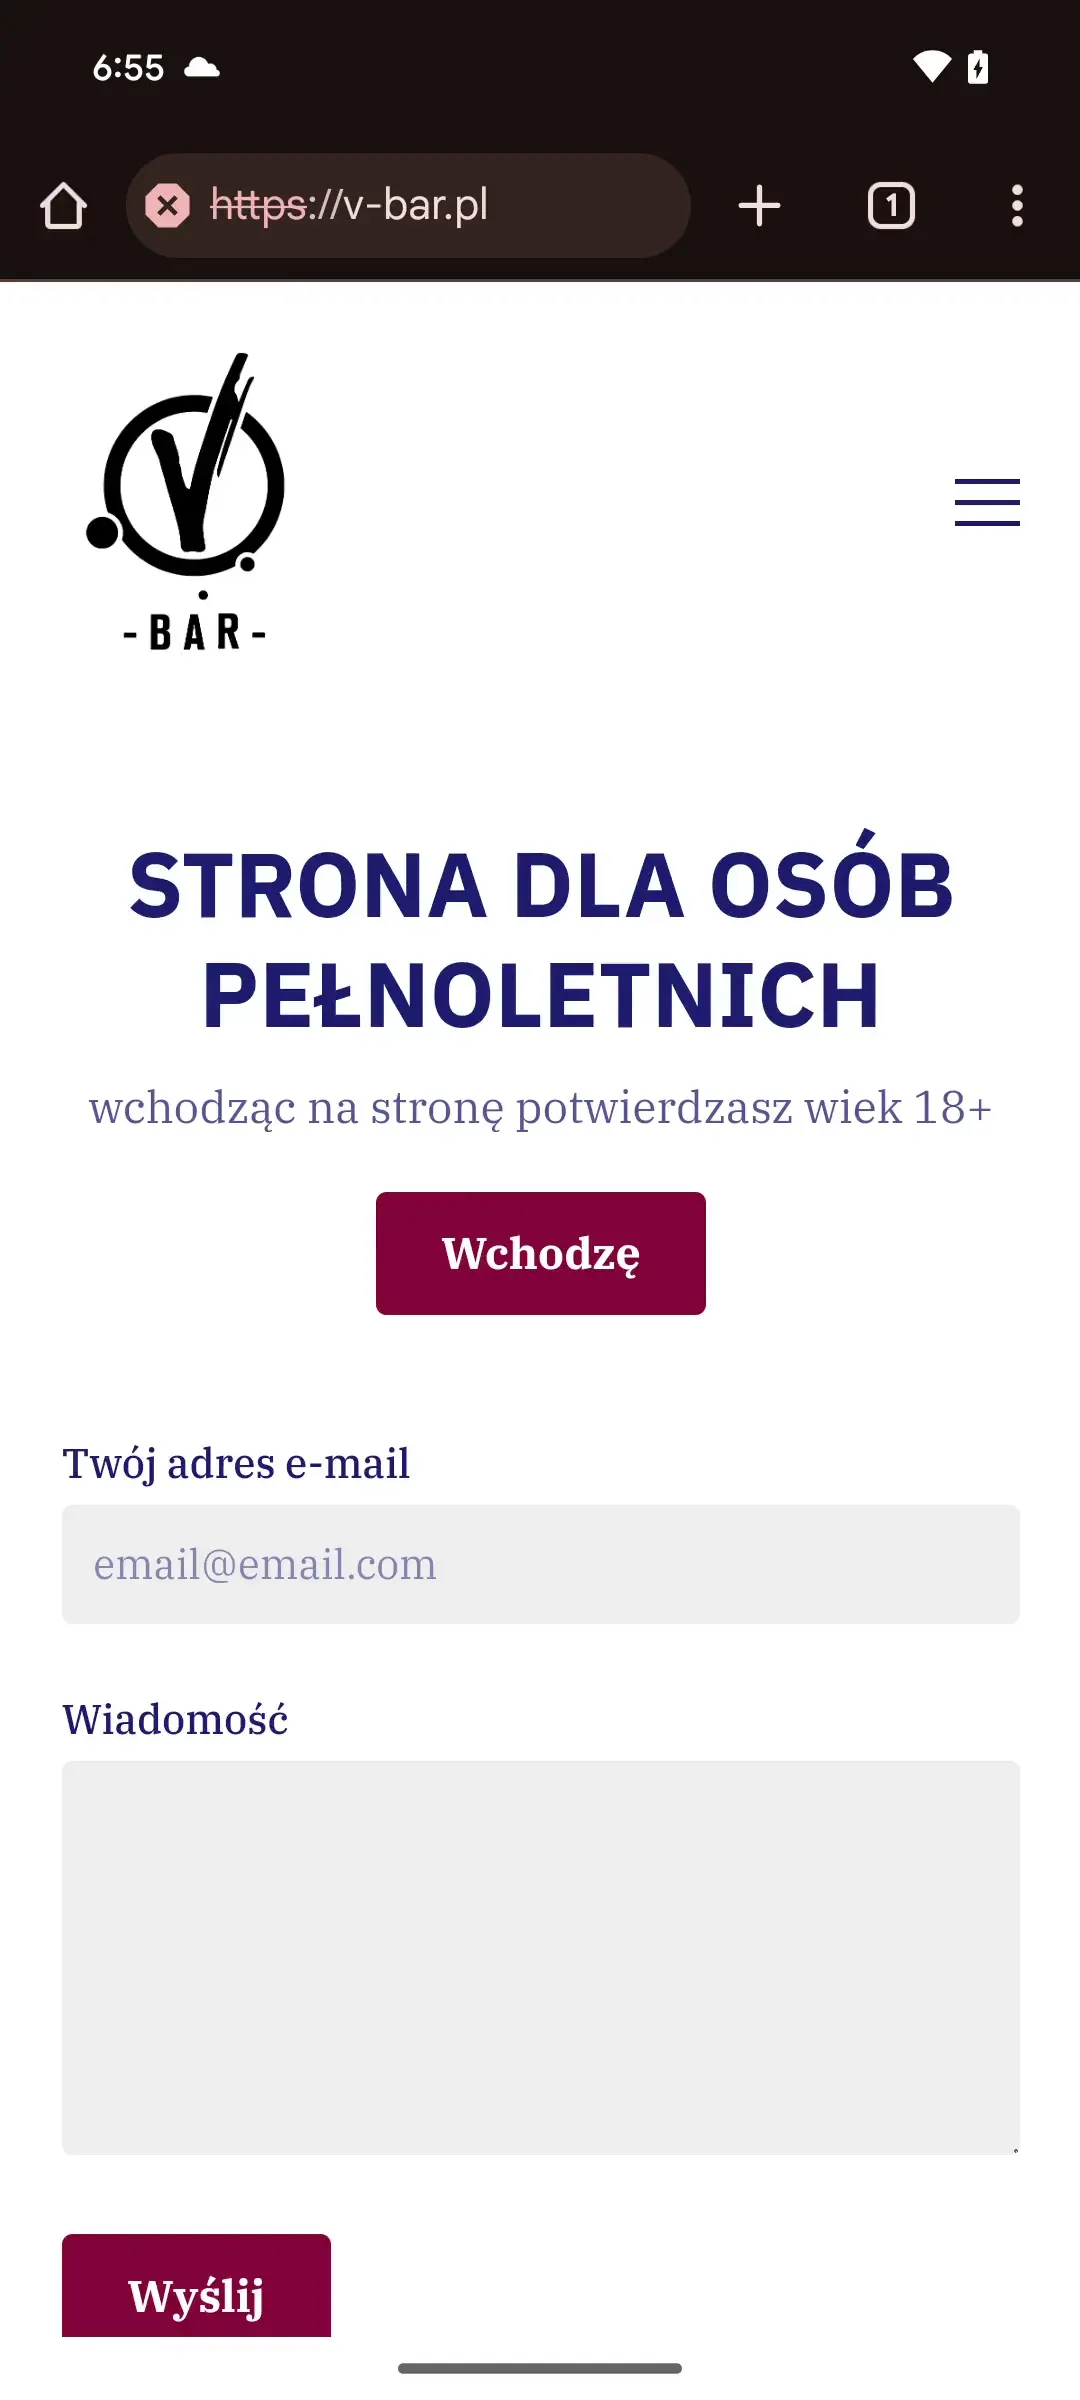 6:55
https://v-bar.pl
1
V
-BAR-
STRONA DLA OSÓB
PEŁNOLETNICH
wchodząc na stronę potwierdzasz wiek 18+
Wchodzę
Twój adres e-mail
email@email.com
Wiadomość
Wyślij